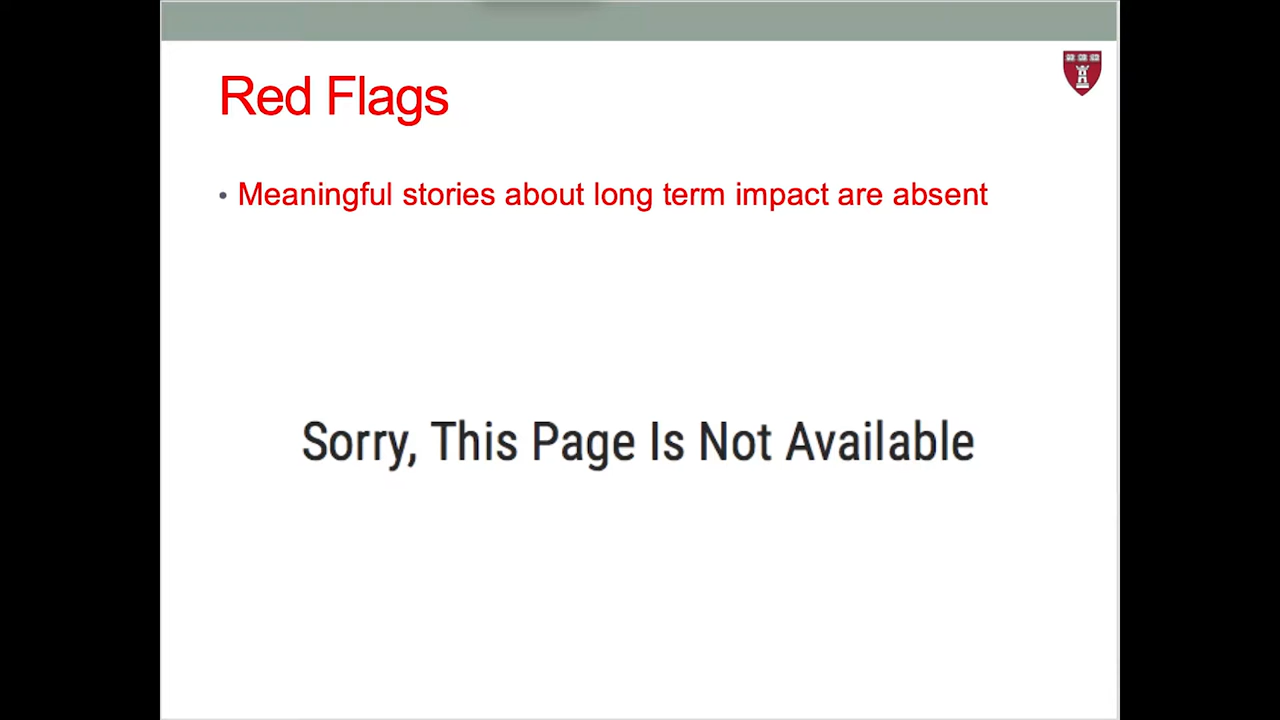 Red Flags
• Meaningful stories about long term impact are absent
Sorry, This Page Is Not Available